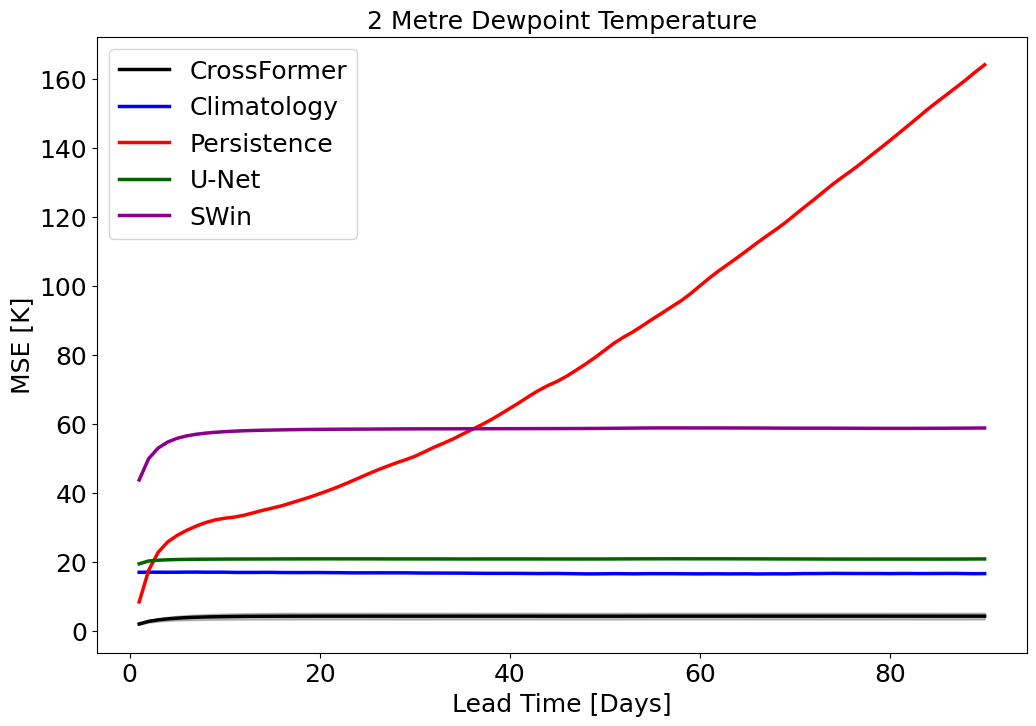 2 Metre Dewpoint Temperature
CrossFormer
Climatology
Persistence
U-Net
SWin
MSE [K]
160
140
120
100
80
60
40
20
0
0 20 40 60 80
Lead Time [Days]